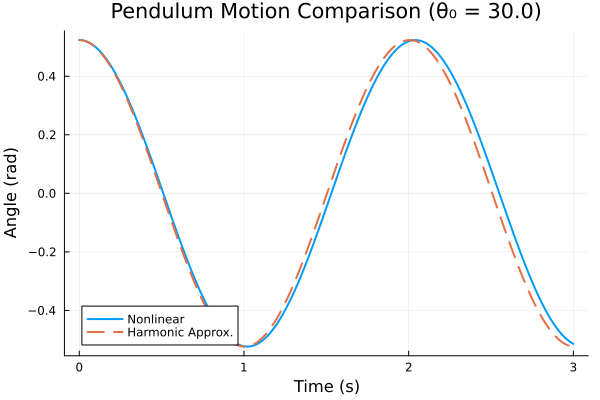 Pendulum Motion Comparison (θ₀ = 30.0)
Angle (rad)
0.4
0.2
0.0
−0.2
−0.4
Nonlinear
Harmonic Approx.
0 1 2 3
Time (s)